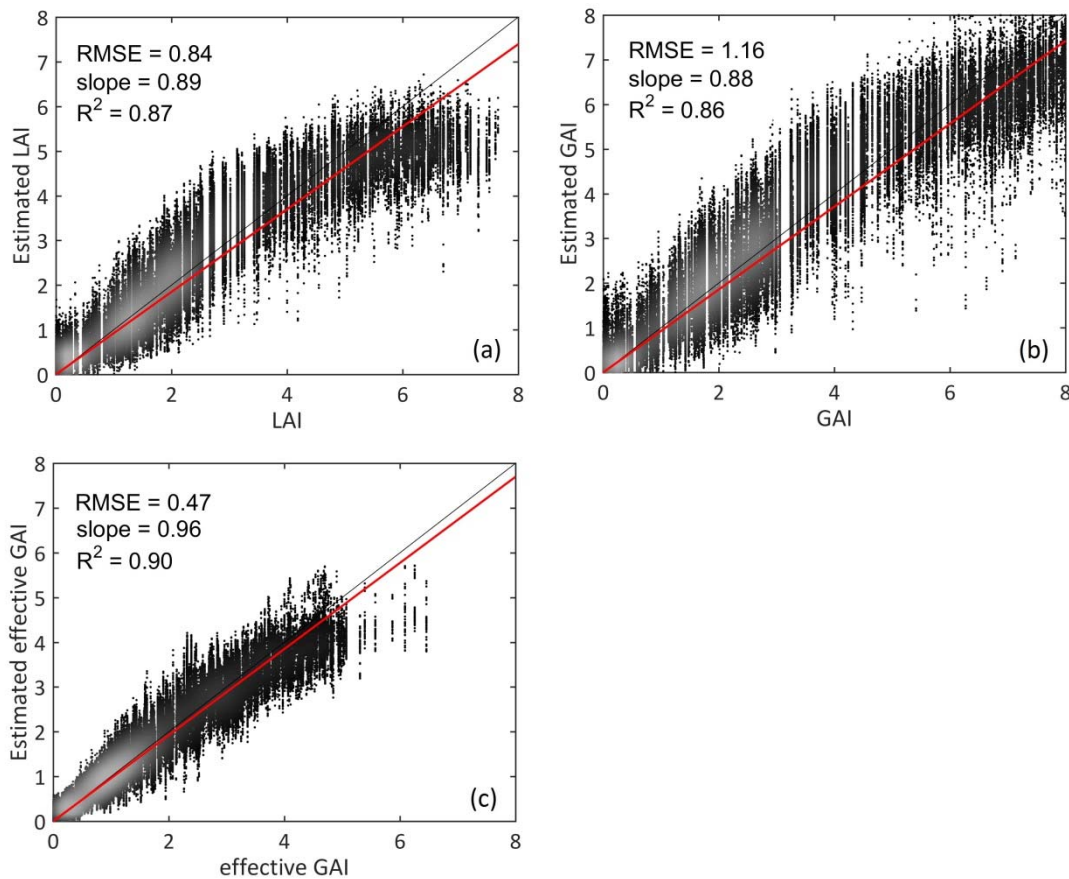 8
7
6
5
4
3
2
1
0
Estimated LAI
RMSE = 0.84
slope = 0.89
R² = 0.87
(a)
0 2 4 6 8
LAI
8
7
6
5
4
3
2
1
0
Estimated GAI
RMSE = 1.16
slope = 0.88
R² = 0.86
(b)
0 2 4 6 8
GAI
8
7
6
5
4
3
2
1
0
Estimated effective GAI
RMSE = 0.47
slope = 0.96
R² = 0.90
(c)
0 2 4 6 8
effective GAI